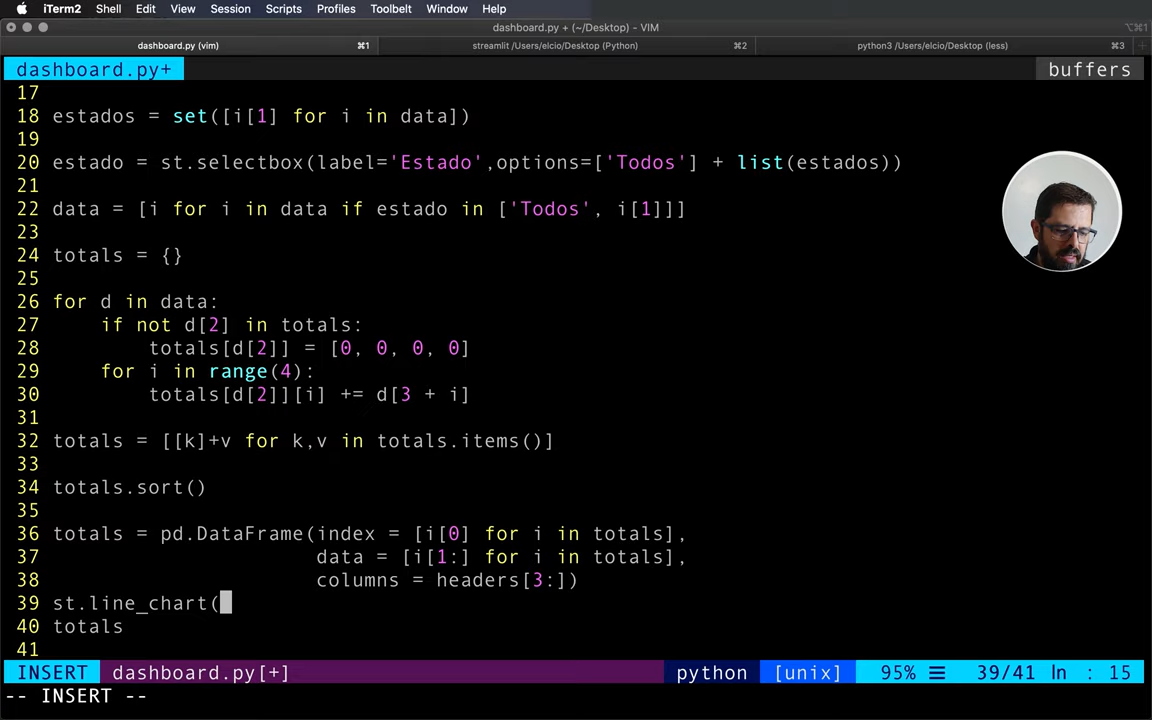 iTerm2 Shell Edit View Session Scripts Profiles Toolbelt Window Help
dashboard.py (~/Desktop) - VIM ⌥⌘1
dashboard.py (vim) ⌘1 streamlit /Users/elcio/Desktop (Python) ⌘2 python3 /Users/elcio/Desktop (less) ⌘3
dashboard.py+ buffers
17
18 estados = set([i[1] for i in data])
19
20 estado = st.selectbox(label='Estado',options=['Todos'] + list(estados))
21
22 data = [i for i in data if estado in ['Todos', i[1]]]
23
24 totals = {}
25
26 for d in data:
27     if not d[2] in totals:
28         totals[d[2]] = [0, 0, 0, 0]
29     for i in range(4):
30         totals[d[2]][i] += d[3 + i]
31
32 totals = [[k]+v for k,v in totals.items()]
33
34 totals.sort()
35
36 totals = pd.DataFrame(index = [i[0] for i in totals],
37                       data = [i[1:] for i in totals],
38                       columns = headers[3:])
39 st.line_chart(
40 totals
41
INSERT dashboard.py[+] python [unix] 95% ☰ 39/41 ln : 15
-- INSERT --